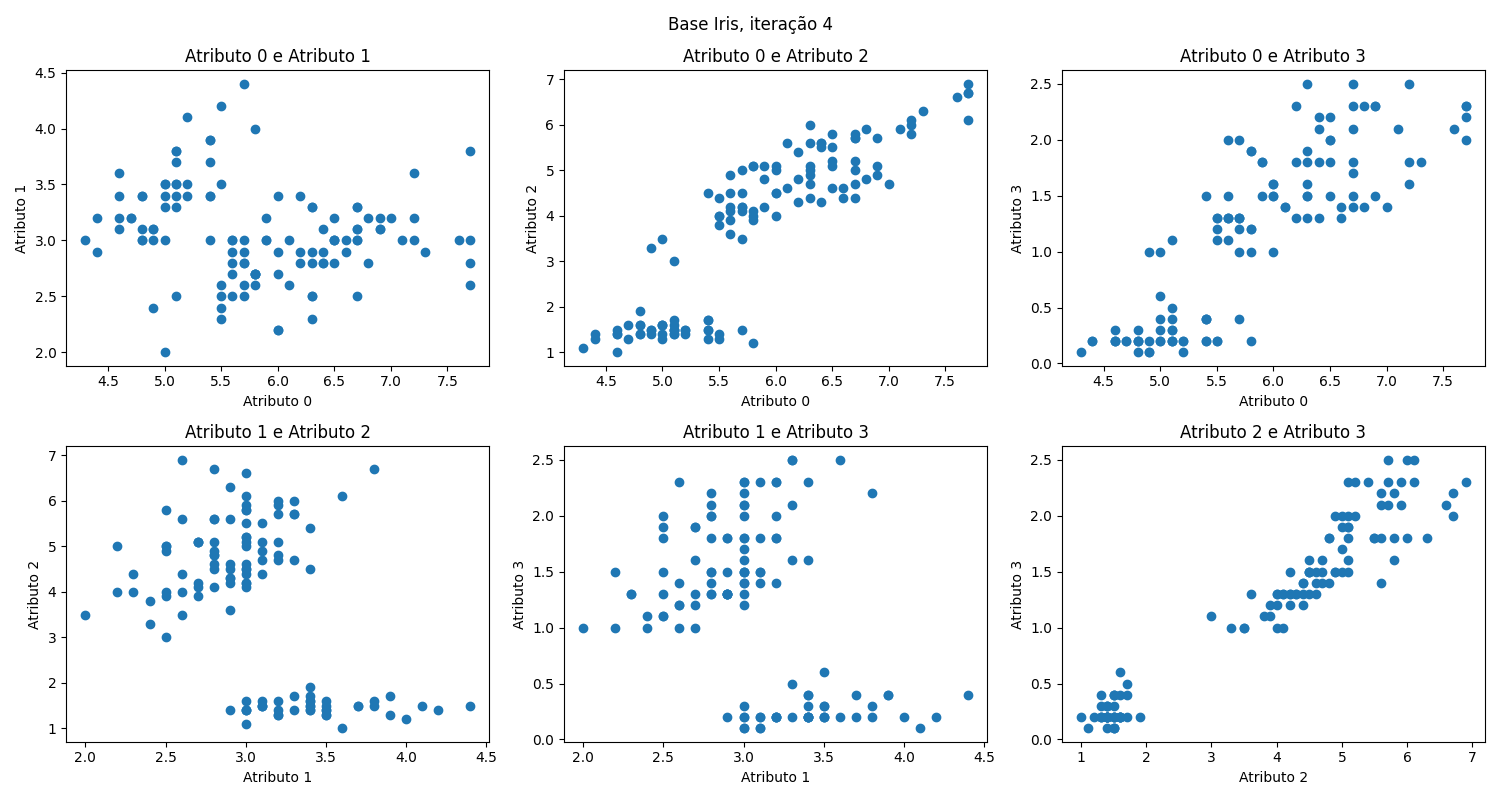 Base Iris, iteração 4
Atributo 0 e Atributo 1
Atributo 0 e Atributo 2
Atributo 0 e Atributo 3
4.5
4.0
3.5
3.0
2.5
2.0
Atributo 1
4.5 5.0 5.5 6.0 6.5 7.0 7.5
Atributo 0
7
6
5
4
3
2
1
Atributo 2
4.5 5.0 5.5 6.0 6.5 7.0 7.5
Atributo 0
2.5
2.0
1.5
1.0
0.5
0.0
Atributo 3
4.5 5.0 5.5 6.0 6.5 7.0 7.5
Atributo 0
Atributo 1 e Atributo 2
Atributo 1 e Atributo 3
Atributo 2 e Atributo 3
7
6
5
4
3
2
1
Atributo 2
2.0 2.5 3.0 3.5 4.0 4.5
Atributo 1
2.5
2.0
1.5
1.0
0.5
0.0
Atributo 3
2.0 2.5 3.0 3.5 4.0 4.5
Atributo 1
2.5
2.0
1.5
1.0
0.5
0.0
Atributo 3
1 2 3 4 5 6 7
Atributo 2